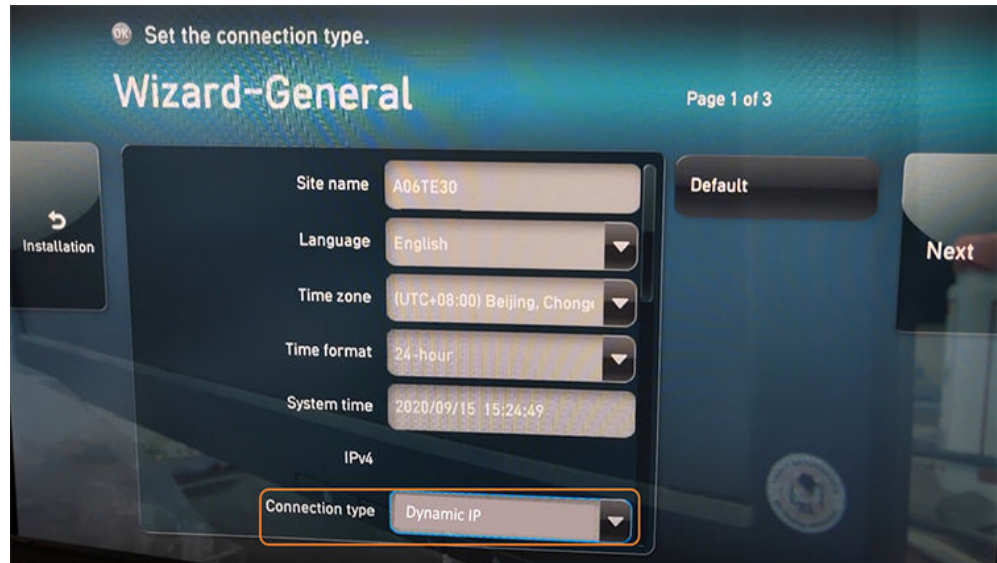 OK Set the connection type.
Wizard-General
Page 1 of 3
Installation
Site name A06TE30
Language English
Time zone (UTC+08:00) Beijing, Chong
Time format 24-hour
System time 2020/09/15 15:24:49
IPv4
Connection type Dynamic IP
Default
Next